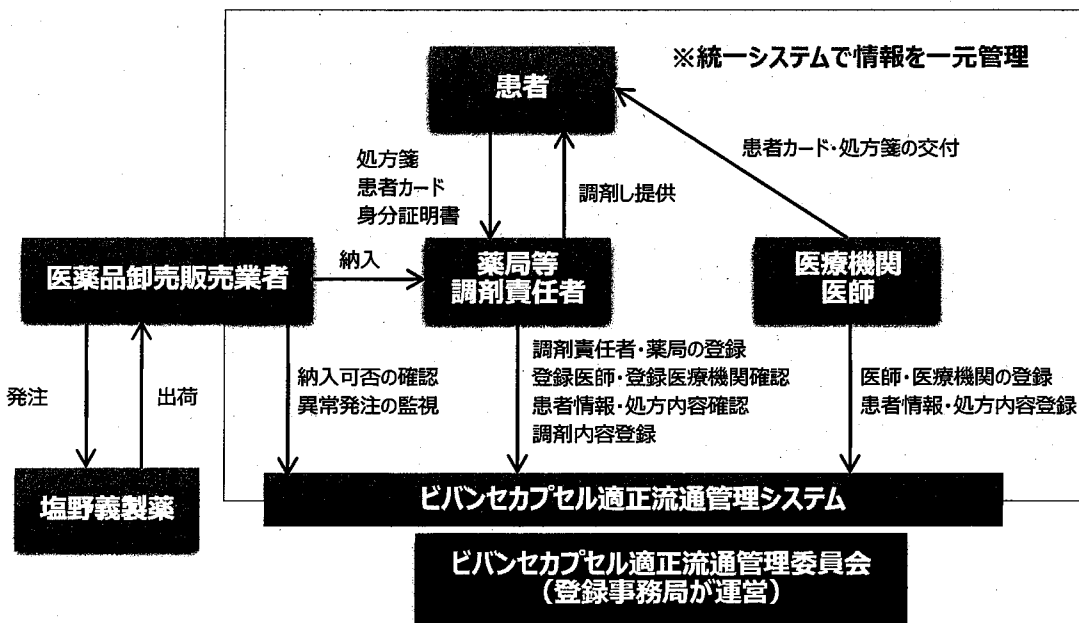 ※統一システムで情報を一元管理
患者
患者カード・処方箋の交付
処方箋
患者カード
身分証明書
調剤し提供
医薬品卸売販売業者
納入
薬局等
調剤責任者
医療機関
医師
発注
出荷
納入可否の確認
異常発注の監視
調剤責任者・薬局の登録
登録医師・登録医療機関確認
患者情報・処方内容確認
調剤内容登録
医師・医療機関の登録
患者情報・処方内容登録
塩野義製薬
ビバンセカプセル適正流通管理システム
ビバンセカプセル適正流通管理委員会
（登録事務局が運営）